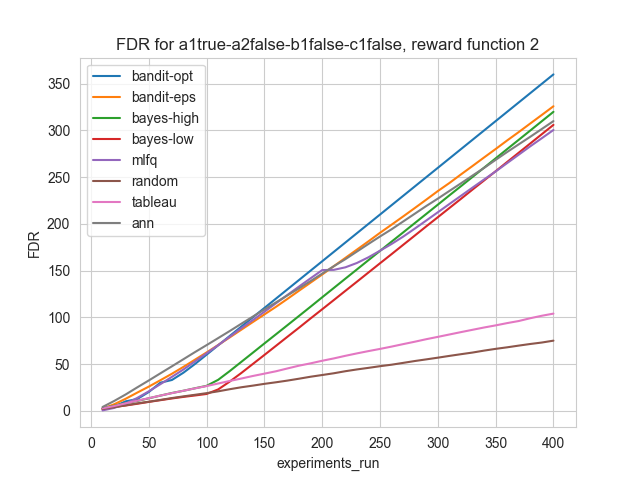 FDR for a1true-a2false-b1false-c1false, reward function 2
350
300
250
200
150
100
50
0
FDR
bandit-opt
bandit-eps
bayes-high
bayes-low
mlfq
random
tableau
ann
0 50 100 150 200 250 300 350 400
experiments_run